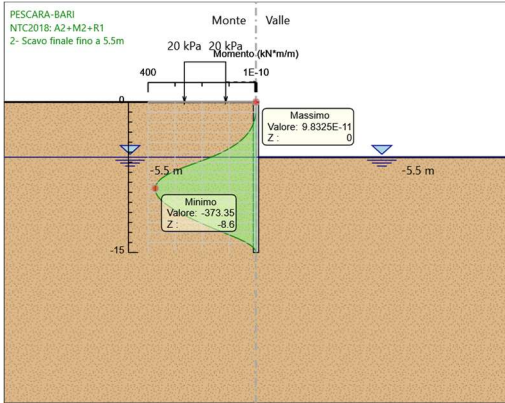 PESCARA-BARI
NTC2018: A2+M2+R1
2- Scavo finale fino a 5.5m
Monte
Valle
20 kPa
20 kPa
Momento (kN*m/m)
400
1E-10
0
Massimo
Valore: 9.8325E-11
Z : 0
-5.5 m
-5.5 m
Minimo
Valore: -373.35
Z : -8.6
-15